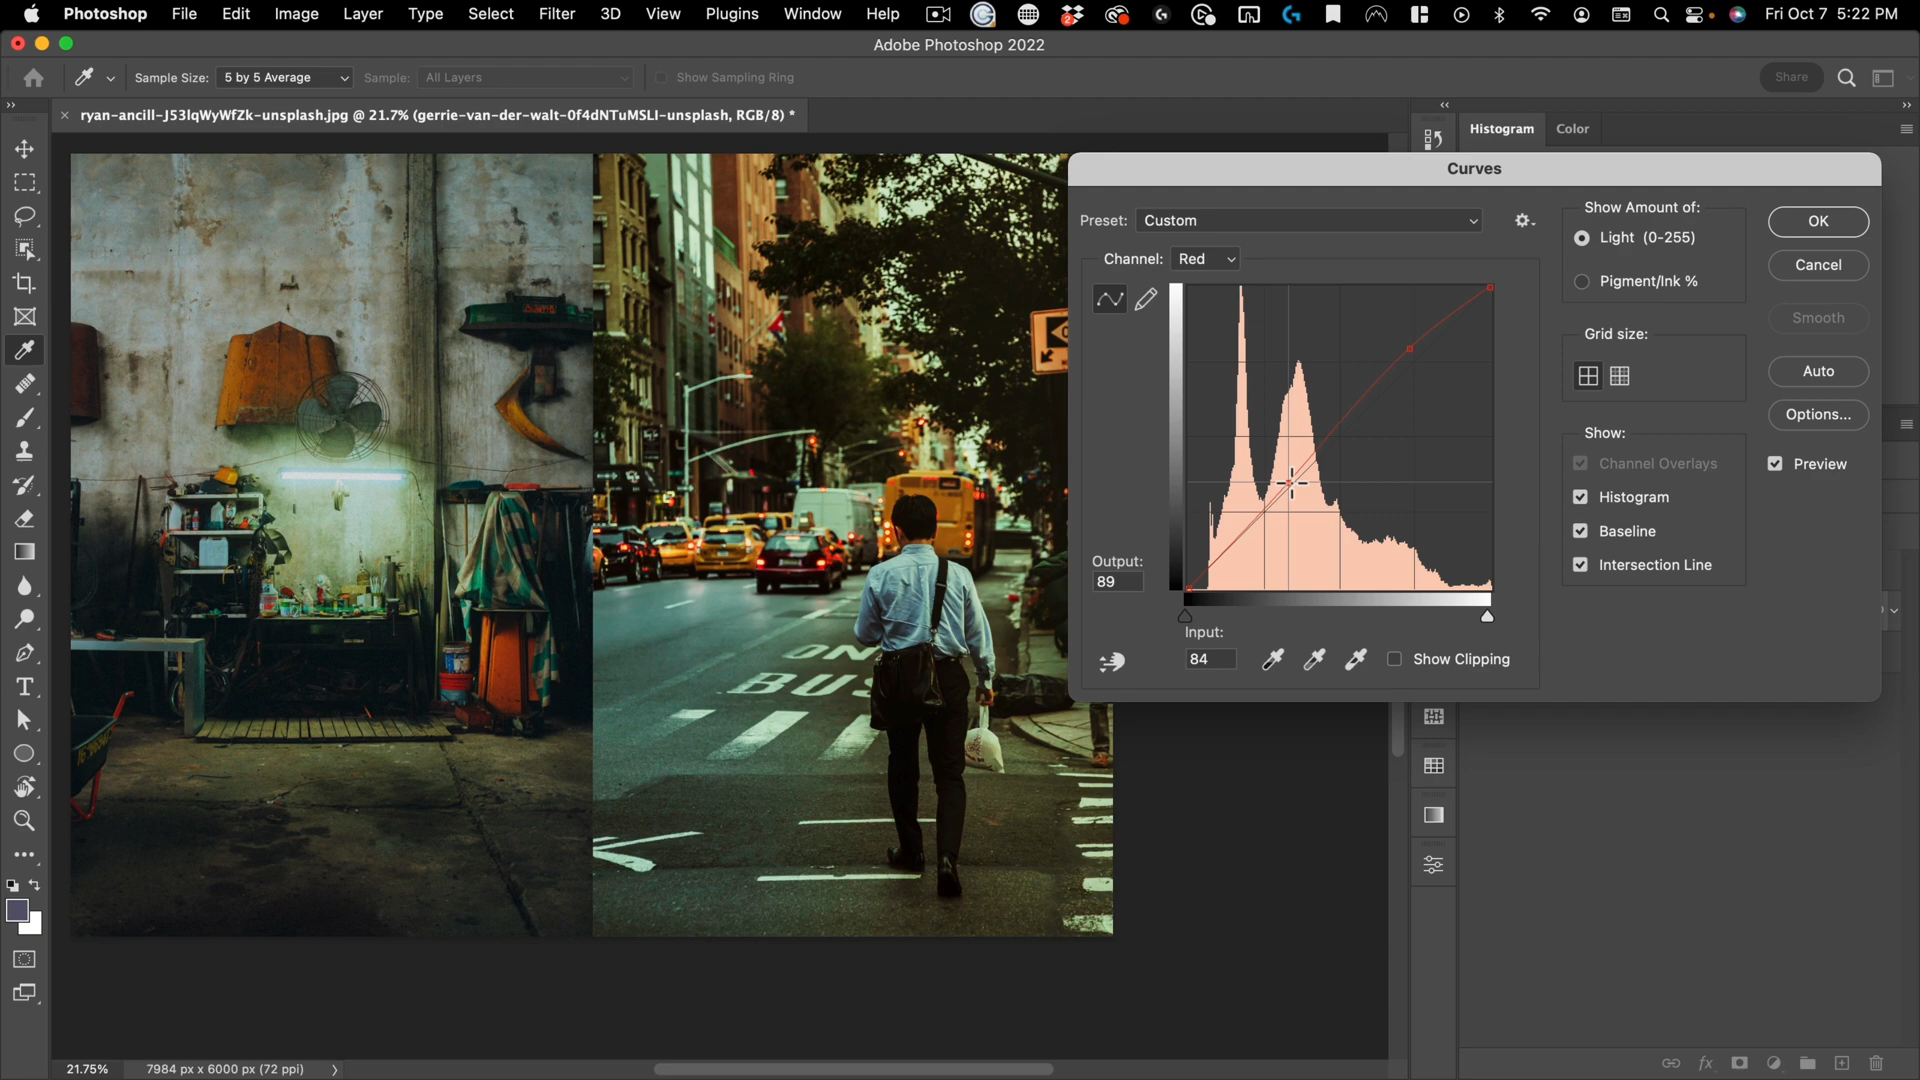 Photoshop File Edit Image Layer Type Select Filter 3D View Plugins Window Help 2 Fri Oct 7 5:22 PM
Adobe Photoshop 2022
Sample Size: 5 by 5 Average Sample: All Layers Show Sampling Ring Share
ryan-ancill-J53lqWyWfZk-unsplash.jpg @ 21.7% (gerrie-van-der-walt-0f4dNTuMSLI-unsplash, RGB/8) *
Histogram Color
Curves
Preset: Custom
Channel: Red
Output:
89
Input:
84
Show Clipping
Show Amount of:
Light (0-255)
Pigment/Ink %
Grid size:
Show:
Channel Overlays
Histogram
Baseline
Intersection Line
OK
Cancel
Smooth
Auto
Options...
Preview
ON
BUS
T
fx
21.75% 7984 px x 6000 px (72 ppi)